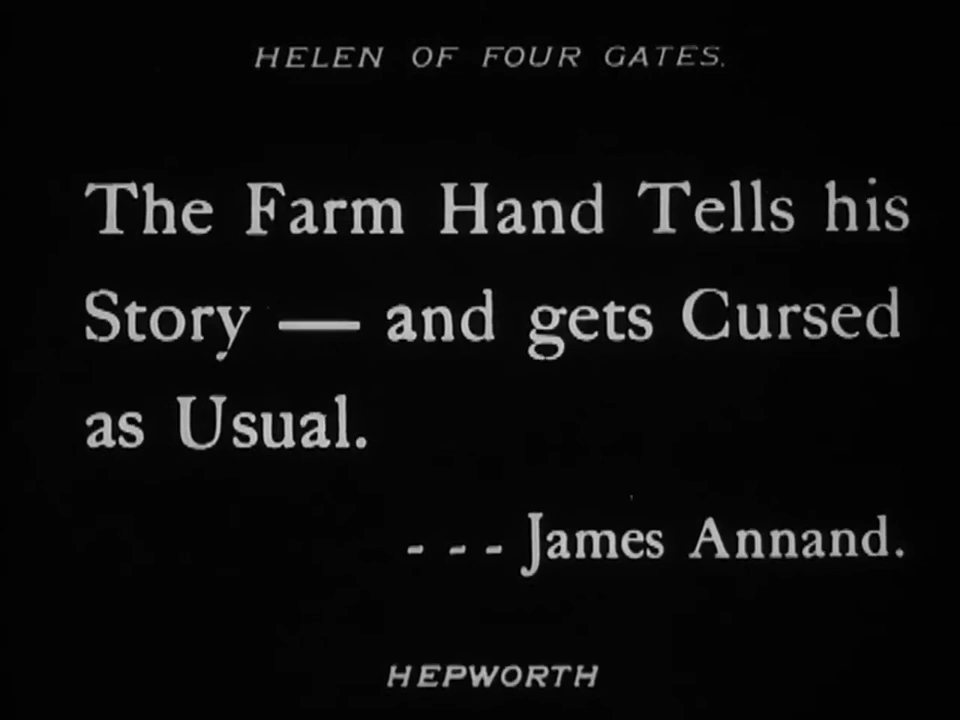 HELEN OF FOUR GATES.
The Farm Hand Tells his
Story — and gets Cursed
as Usual.
- - - James Annand.
HEPWORTH